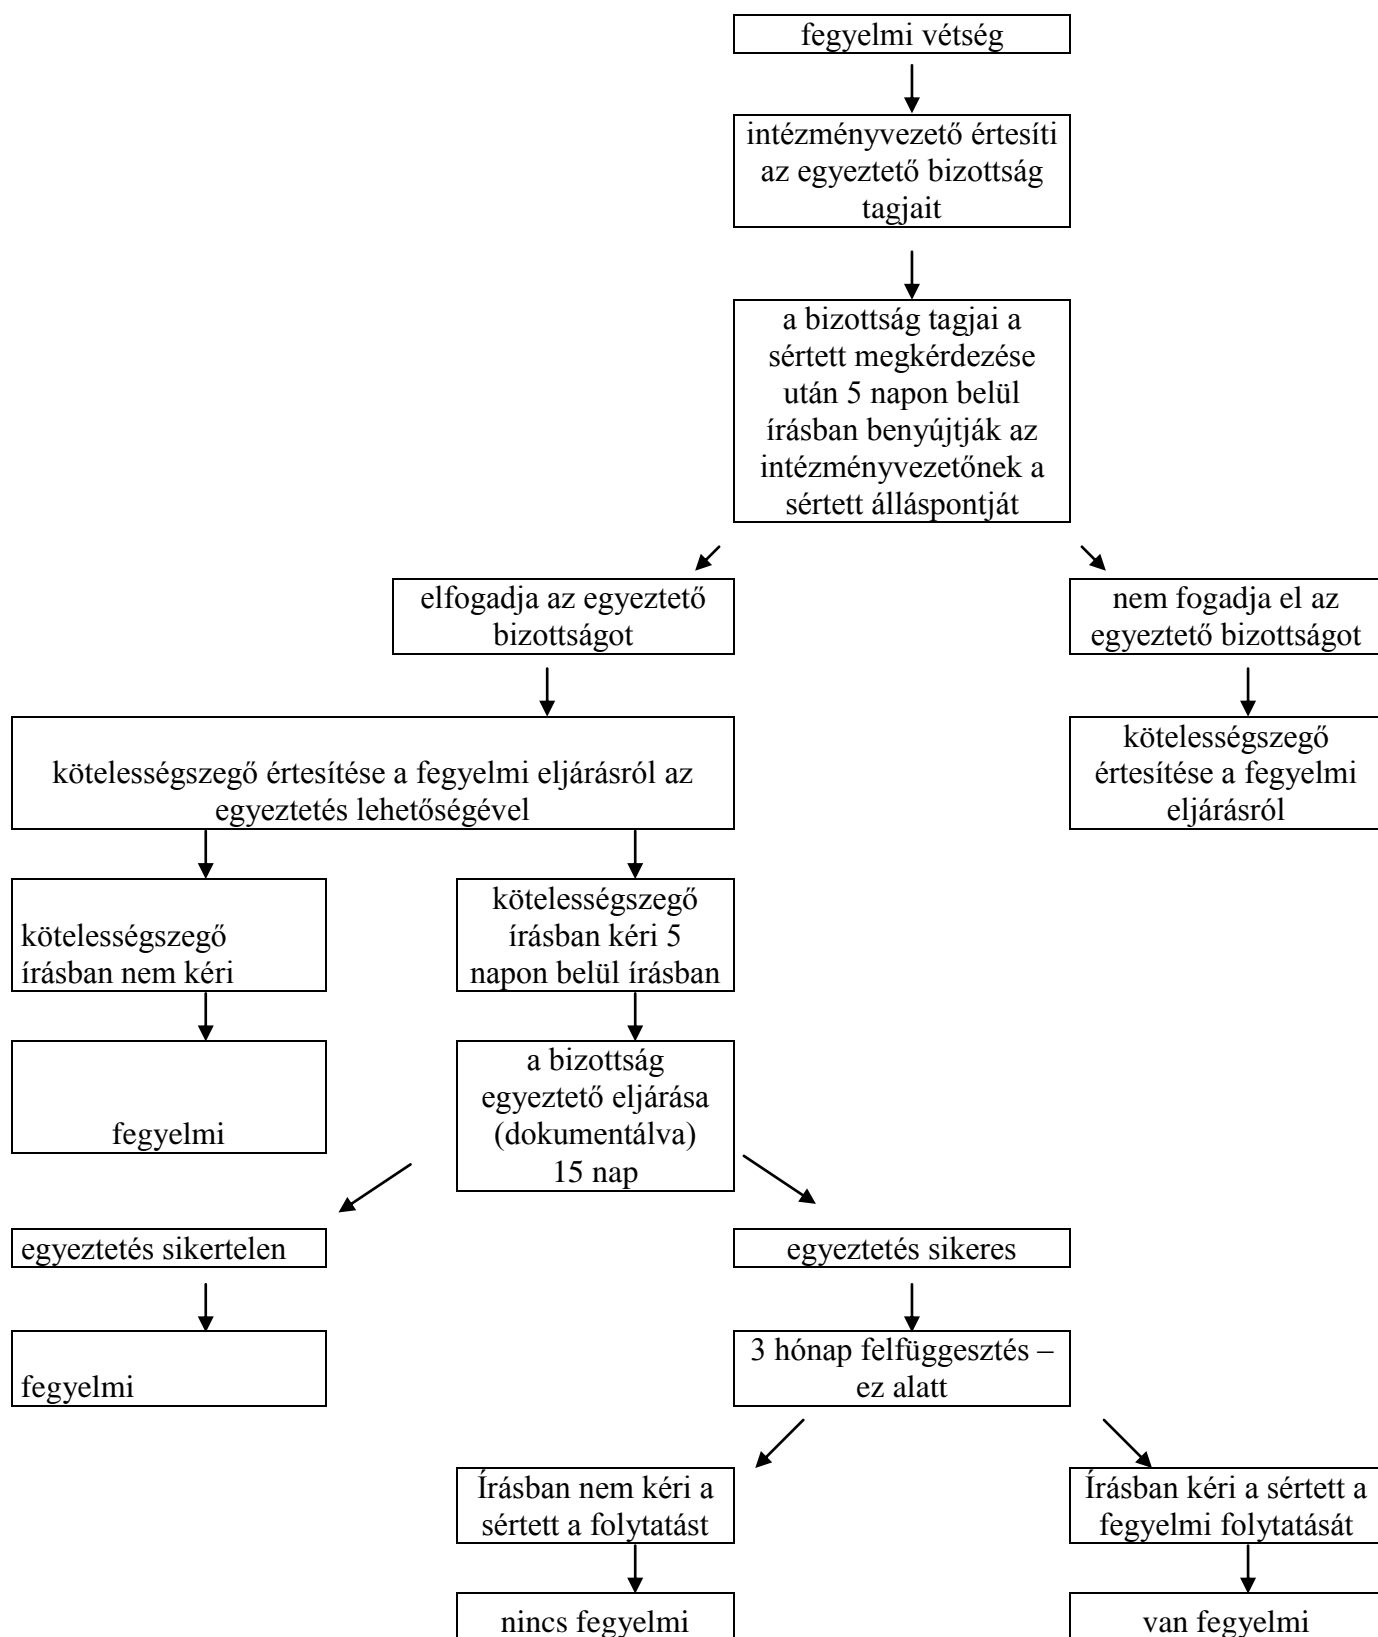 fegyelmi vétség
intézményvezető értesíti
az egyeztető bizottság
tagjait
a bizottság tagjai a
sértett megkérdezése
után 5 napon belül
írásban benyújtják az
intézményvezetőnek a
sértett álláspontját
elfogadja az egyeztető
bizottságot
nem fogadja el az
egyeztető bizottságot
kötelességszegő értesítése a fegyelmi eljárásról az
egyeztetés lehetőségével
kötelességszegő
értesítése a fegyelmi
eljárásról
kötelességszegő
írásban nem kéri
kötelességszegő
írásban kéri 5
napon belül írásban
fegyelmi
a bizottság
egyeztető eljárása
(dokumentálva)
15 nap
egyeztetés sikertelen
egyeztetés sikeres
fegyelmi
3 hónap felfüggesztés –
ez alatt
Írásban nem kéri a
sértett a folytatást
Írásban kéri a sértett a
fegyelmi folytatását
nincs fegyelmi
van fegyelmi